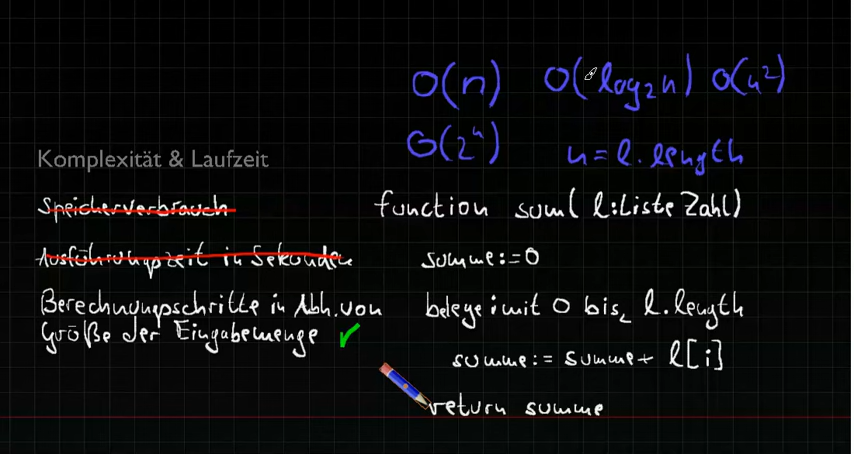 O(n) O(log₂n) O(n²)
O(2ⁿ) n = l.length
Komplexität & Laufzeit
Speicherverbrauch
Ausführungszeit in Sekunden
Berechnungsschritte in Abh. von
Größe der Eingabemenge ✓
function sum( l:Liste Zahl)
summe:=0
belege i mit 0 bis l.length
summe:= summe + l[i]
return summe